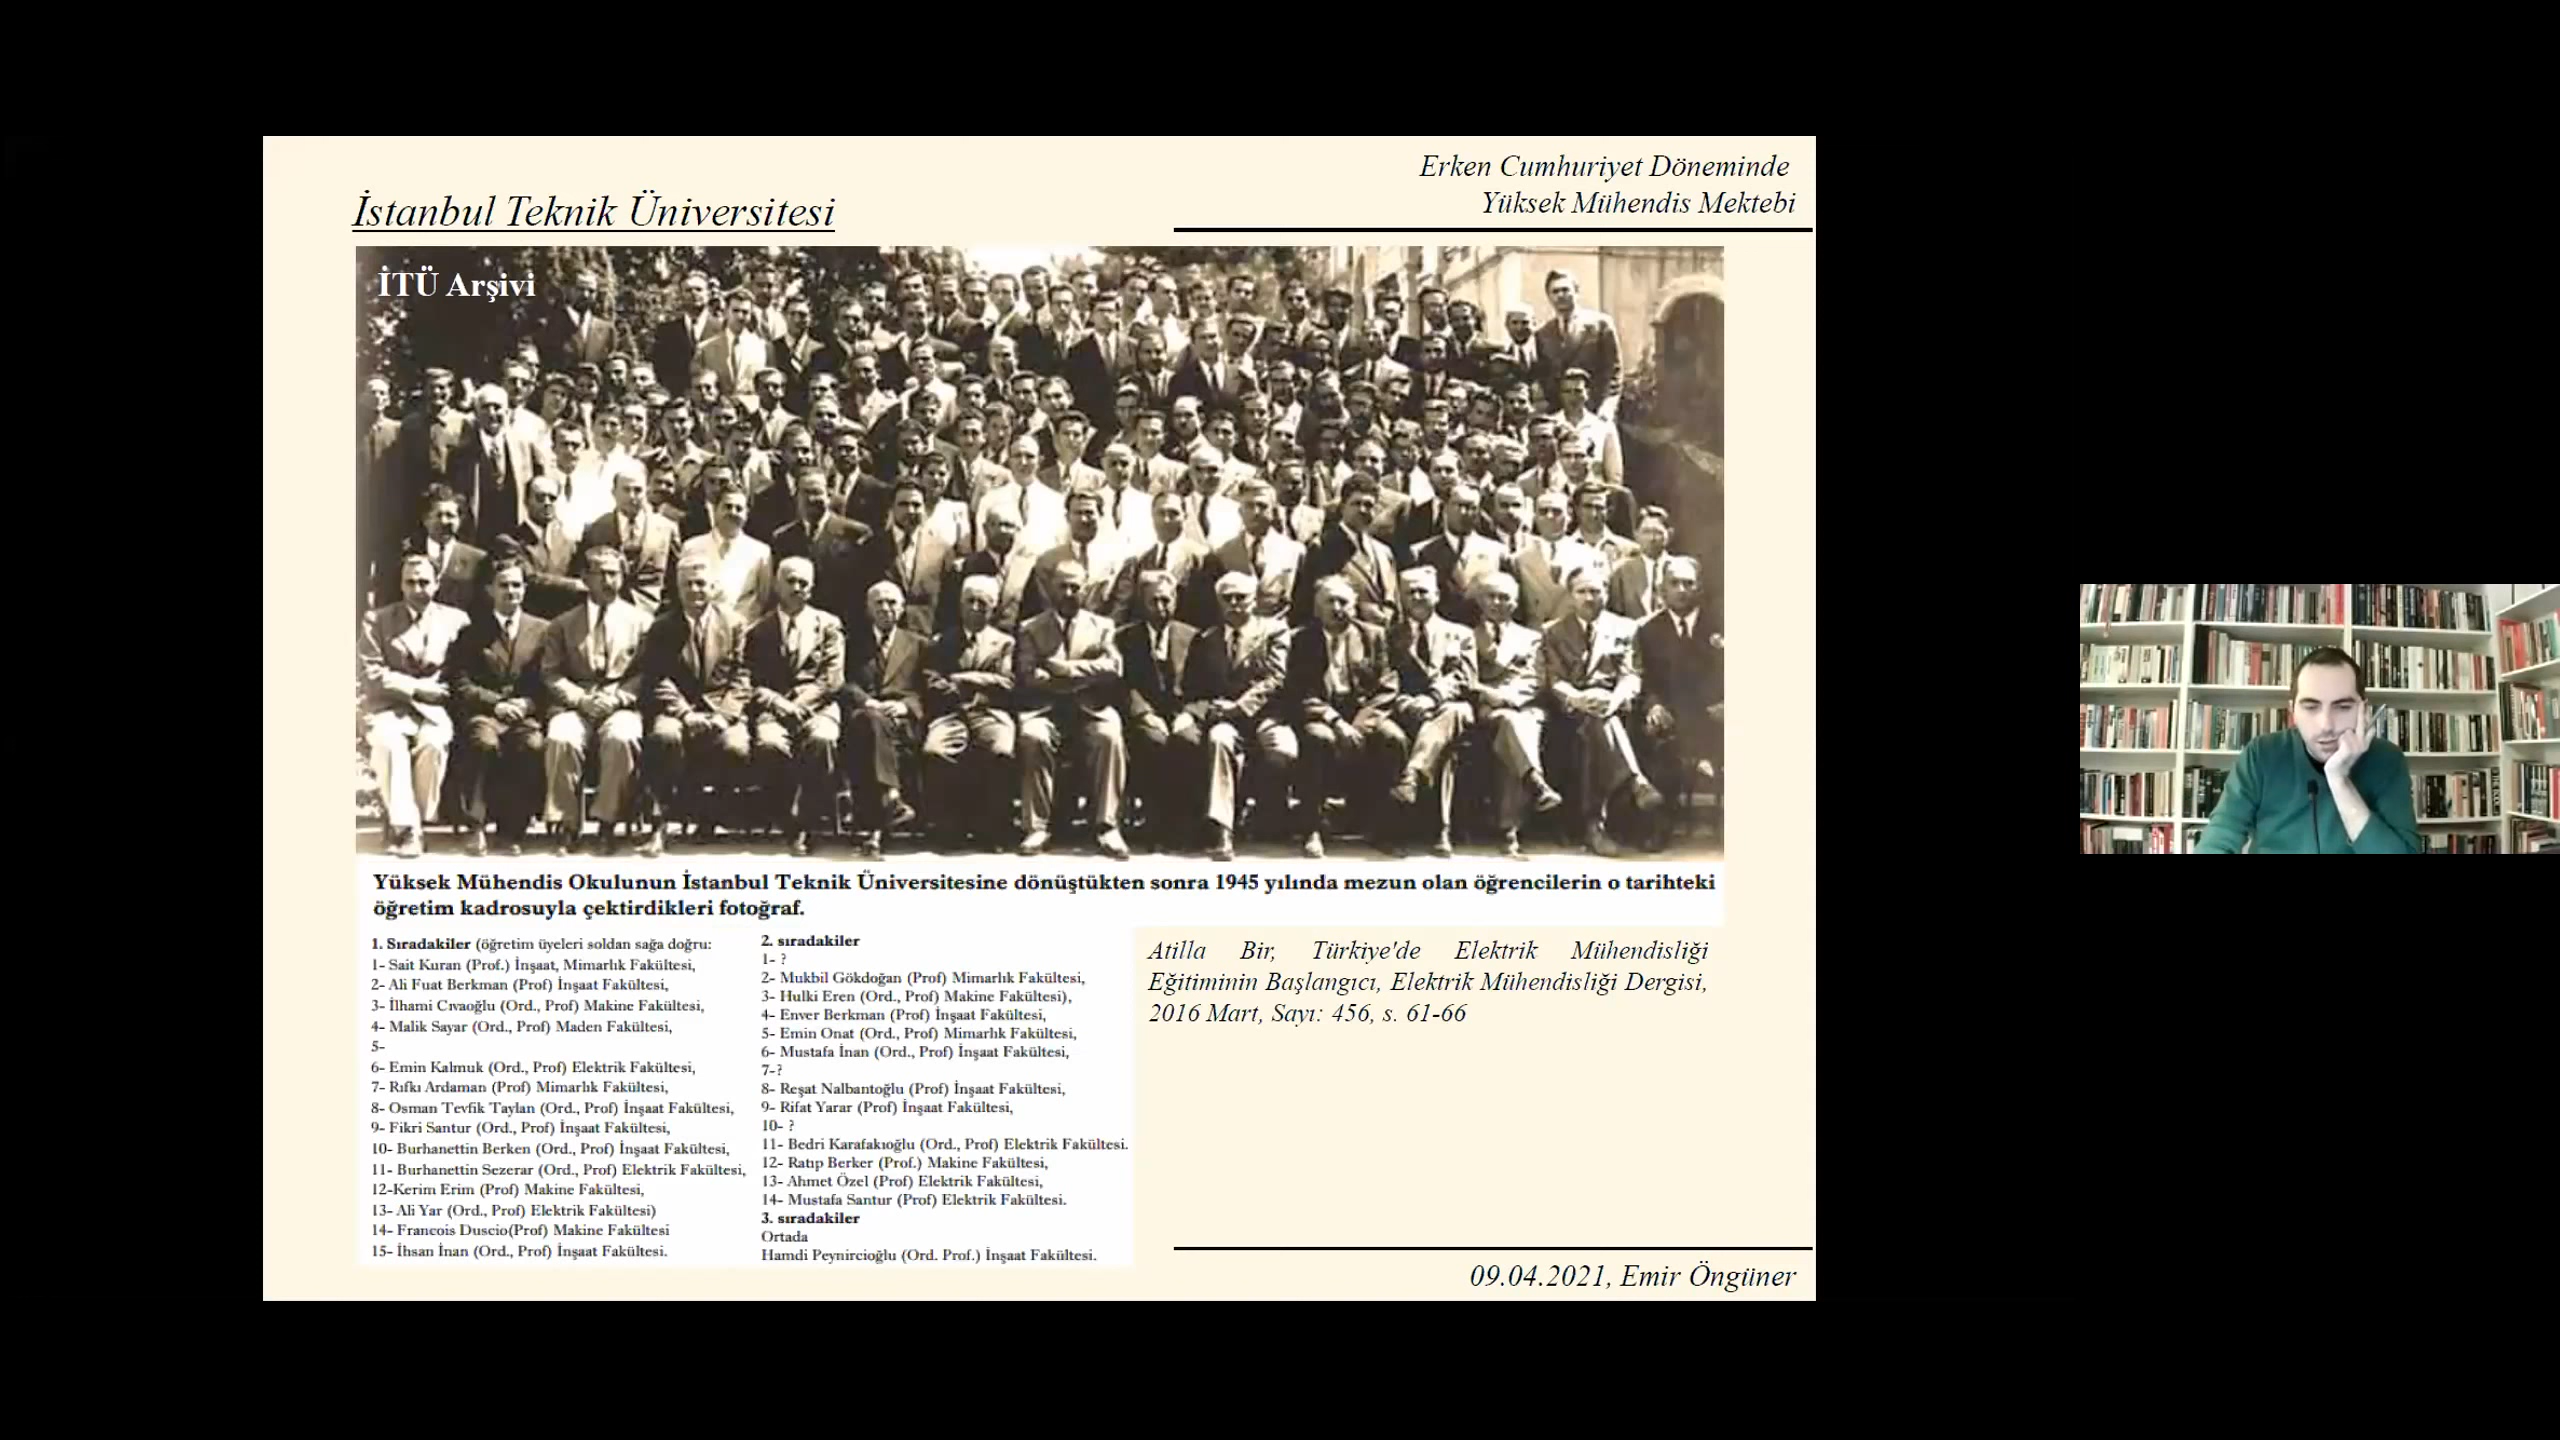 Erken Cumhuriyet Döneminde
Yüksek Mühendis Mektebi
İstanbul Teknik Üniversitesi
İTÜ Arşivi
Yüksek Mühendis Okulunun İstanbul Teknik Üniversitesine dönüştükten sonra 1945 yılında mezun olan öğrencilerin o tarihteki
öğretim kadrosuyla çektirdikleri fotoğraf.
1. Sıradakiler (öğretim üyeleri soldan sağa doğru:
1- Sait Kuran (Prof.) İnşaat, Mimarlık Fakültesi,
2- Ali Fuat Berkman (Prof) İnşaat Fakültesi,
3- İlhami Cıvaoğlu (Ord., Prof) Makine Fakültesi,
4- Malik Sayar (Ord., Prof) Maden Fakültesi,
5-
6- Emin Kalmuk (Ord., Prof) Elektrik Fakültesi,
7- Rıfkı Ardaman (Prof) Mimarlık Fakültesi,
8- Osman Tevfik Taylan (Ord., Prof) İnşaat Fakültesi,
9- Fikri Santur (Ord., Prof) İnşaat Fakültesi,
10- Burhanettin Berken (Ord., Prof) İnşaat Fakültesi,
11- Burhanettin Sezerar (Ord., Prof) Elektrik Fakültesi,
12-Kerim Erim (Prof) Makine Fakültesi,
13- Ali Yar (Ord., Prof) Elektrik Fakültesi)
14- Francois Duscio(Prof) Makine Fakültesi
15- İhsan İnan (Ord., Prof) İnşaat Fakültesi.
2. sıradakiler
1- ?
2- Mukbil Gökdoğan (Prof) Mimarlık Fakültesi,
3- Hulki Eren (Ord., Prof) Makine Fakültesi),
4- Enver Berkman (Prof) İnşaat Fakültesi,
5- Emin Onat (Ord., Prof) Mimarlık Fakültesi,
6- Mustafa İnan (Ord., Prof) İnşaat Fakültesi,
7-?
8- Reşat Nalbantoğlu (Prof) İnşaat Fakültesi,
9- Rifat Yarar (Prof) İnşaat Fakültesi,
10- ?
11- Bedri Karafakıoğlu (Ord., Prof) Elektrik Fakültesi.
12- Ratıp Berker (Prof.) Makine Fakültesi,
13- Ahmet Özel (Prof) Elektrik Fakültesi,
14- Mustafa Santur (Prof) Elektrik Fakültesi.
3. sıradakiler
Ortada
Hamdi Peynircioğlu (Ord. Prof.) İnşaat Fakültesi.
Atilla Bir, Türkiye'de Elektrik Mühendisliği
Eğitiminin Başlangıcı, Elektrik Mühendisliği Dergisi,
2016 Mart, Sayı: 456, s. 61-66
09.04.2021, Emir Öngüner